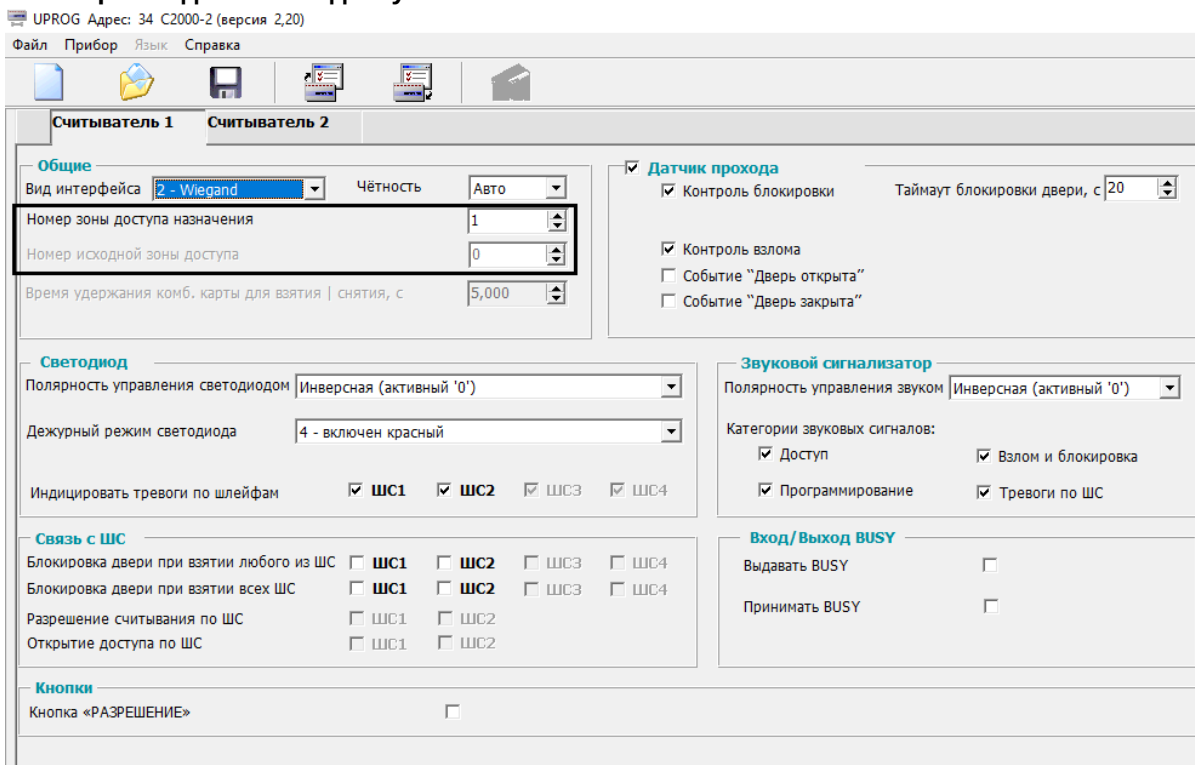 UPROG Адрес: 34 С2000-2 (версия 2,20)
Файл Прибор Язык Справка
Считыватель 1 Считыватель 2
Общие
Вид интерфейса 2 - Wiegand Чётность Авто
Номер зоны доступа назначения 1
Номер исходной зоны доступа 0
Время удержания комб. карты для взятия | снятия, с 5,000
Датчик прохода
Контроль блокировки Таймаут блокировки двери, с 20
Контроль взлома
Событие "Дверь открыта"
Событие "Дверь закрыта"
Светодиод
Полярность управления светодиодом Инверсная (активный '0')
Дежурный режим светодиода 4 - включен красный
Индицировать тревоги по шлейфам ШС1 ШС2 ШС3 ШС4
Звуковой сигнализатор
Полярность управления звуком Инверсная (активный '0')
Категории звуковых сигналов:
Доступ Взлом и блокировка
Программирование Тревоги по ШС
Связь с ШС
Блокировка двери при взятии любого из ШС ШС1 ШС2 ШС3 ШС4
Блокировка двери при взятии всех ШС ШС1 ШС2 ШС3 ШС4
Разрешение считывания по ШС ШС1 ШС2
Открытие доступа по ШС ШС1 ШС2
Вход/Выход BUSY
Выдавать BUSY
Принимать BUSY
Кнопки
Кнопка «РАЗРЕШЕНИЕ»